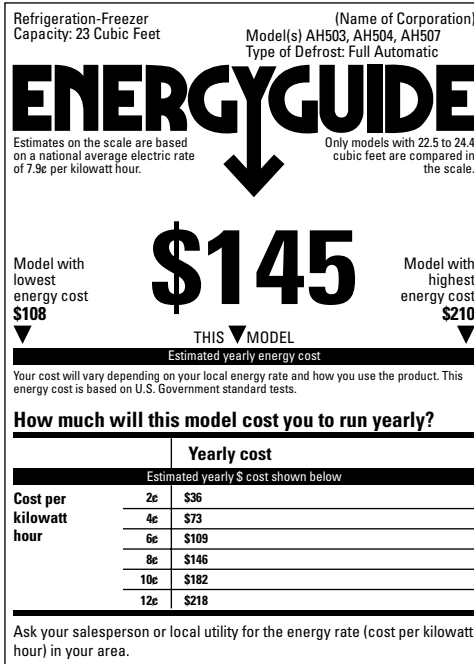 Refrigeration-Freezer
Capacity: 23 Cubic Feet
(Name of Corporation)
Model(s) AH503, AH504, AH507
Type of Defrost: Full Automatic
ENERGYGUIDE
Estimates on the scale are based
on a national average electric rate
of 7.9¢ per kilowatt hour.
Only models with 22.5 to 24.4
cubic feet are compared in
the scale.
$145
Model with
lowest
energy cost
$108
Model with
highest
energy cost
$210
THIS ▼ MODEL
Estimated yearly energy cost
Your cost will vary depending on your local energy rate and how you use the product. This
energy cost is based on U.S. Government standard tests.
How much will this model cost you to run yearly?
Yearly cost
Estimated yearly $ cost shown below
Cost per
kilowatt
hour
2¢ $36
4¢ $73
6¢ $109
8¢ $146
10¢ $182
12¢ $218
Ask your salesperson or local utility for the energy rate (cost per kilowatt
hour) in your area.